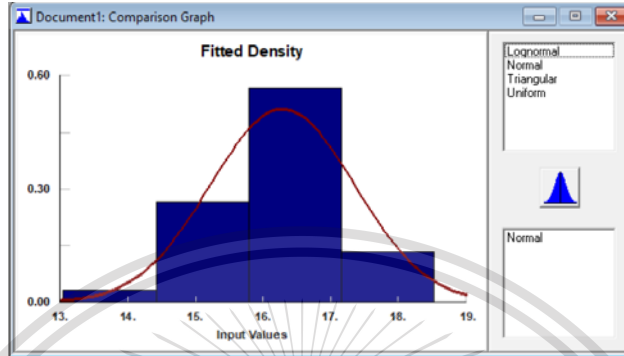 Document1: Comparison Graph
Fitted Density
0.60
0.30
0.00
13. 14. 15. 16. 17. 18. 19.
Input Values
Lognormal
Normal
Triangular
Uniform
Normal